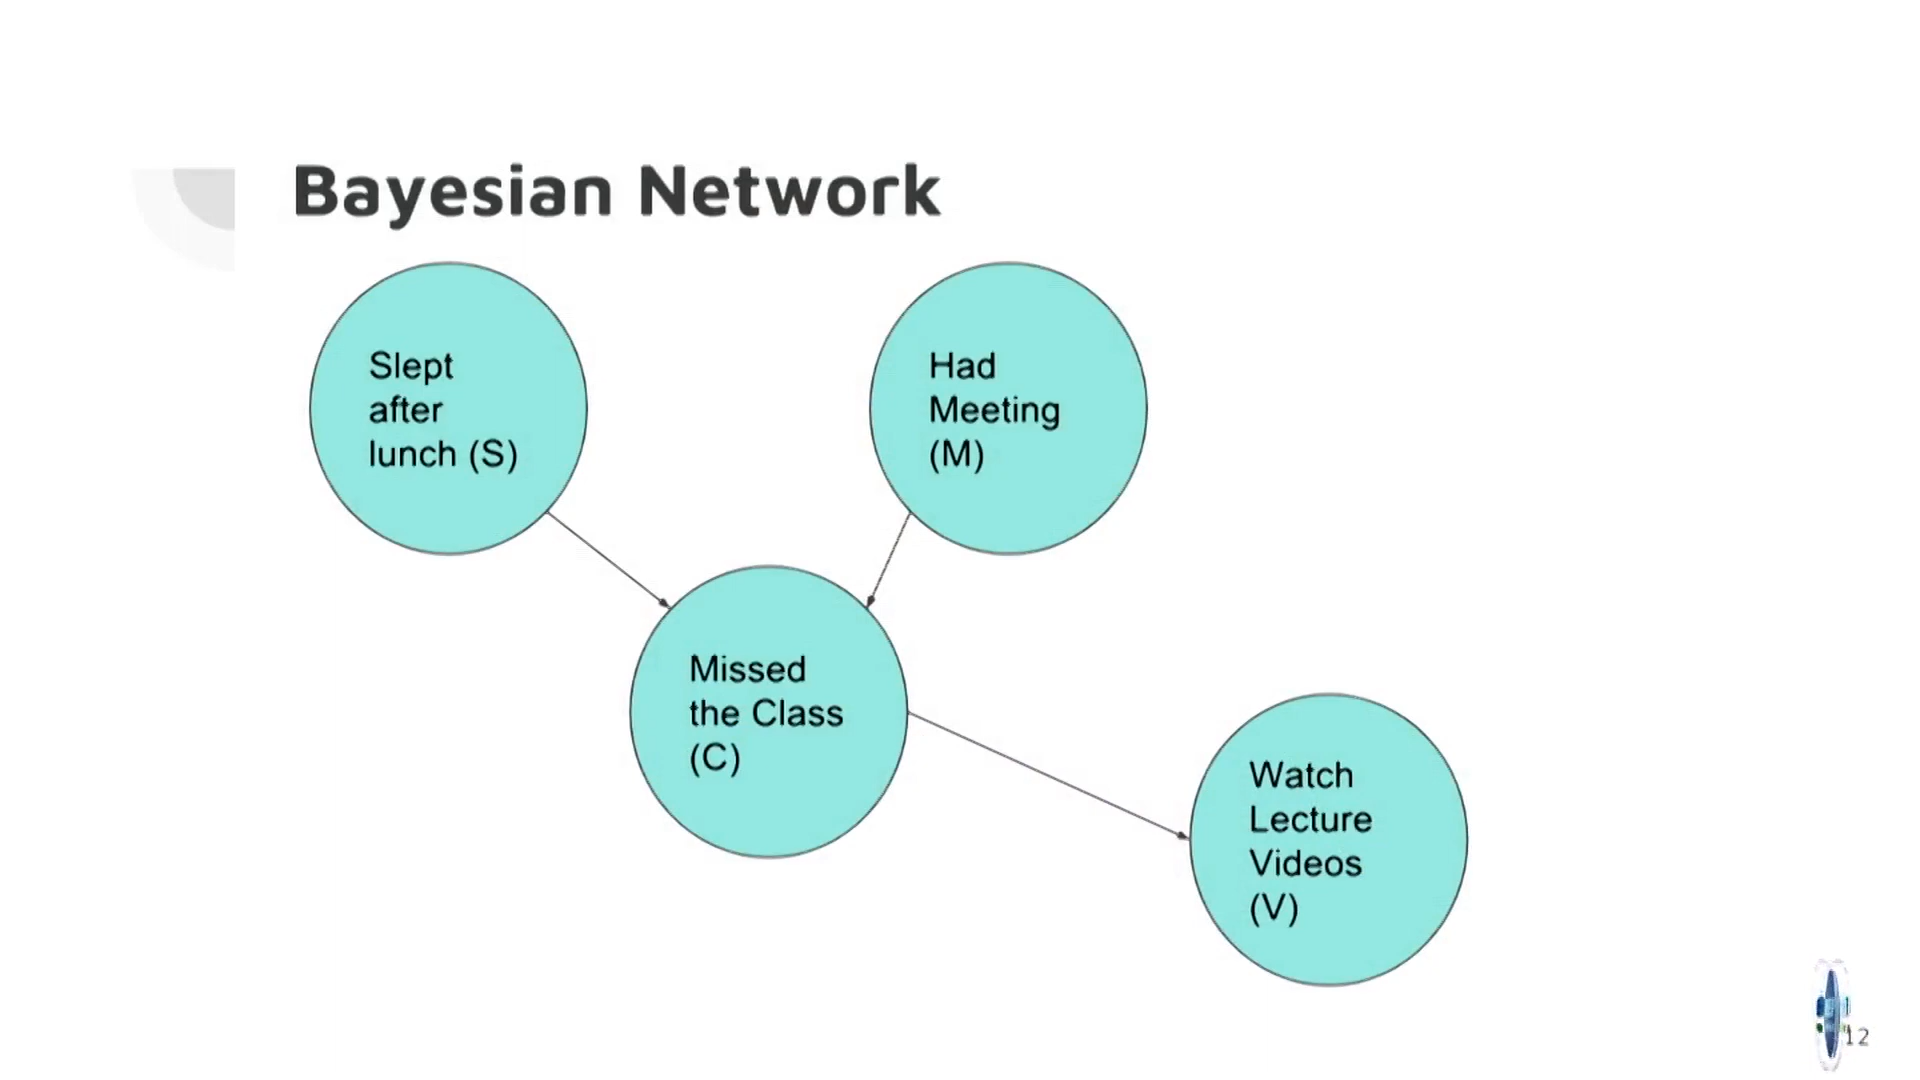 Bayesian Network
Slept
after
lunch (S)
Had
Meeting
(M)
Missed
the Class
(C)
Watch
Lecture
Videos
(V)
12